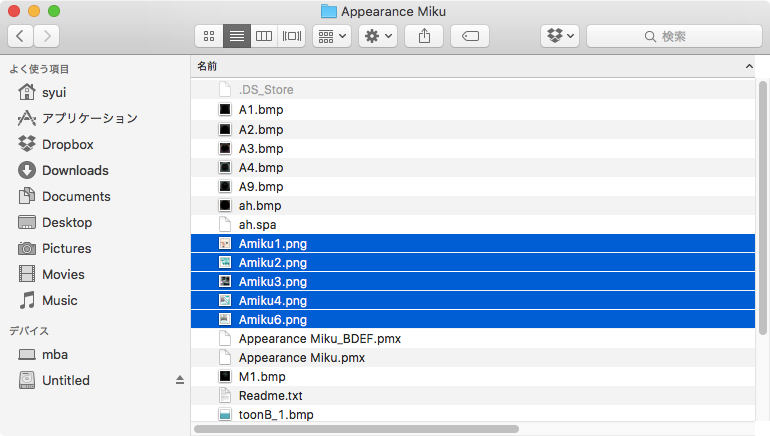 Appearance Miku
検索
よく使う項目
syui
アプリケーション
Dropbox
Downloads
Documents
Desktop
Pictures
Movies
Music
デバイス
mba
Untitled
名前
.DS_Store
A1.bmp
A2.bmp
A3.bmp
A4.bmp
A9.bmp
ah.bmp
ah.spa
Amiku1.png
Amiku2.png
Amiku3.png
Amiku4.png
Amiku6.png
Appearance Miku_BDEF.pmx
Appearance Miku.pmx
M1.bmp
Readme.txt
toonB_1.bmp